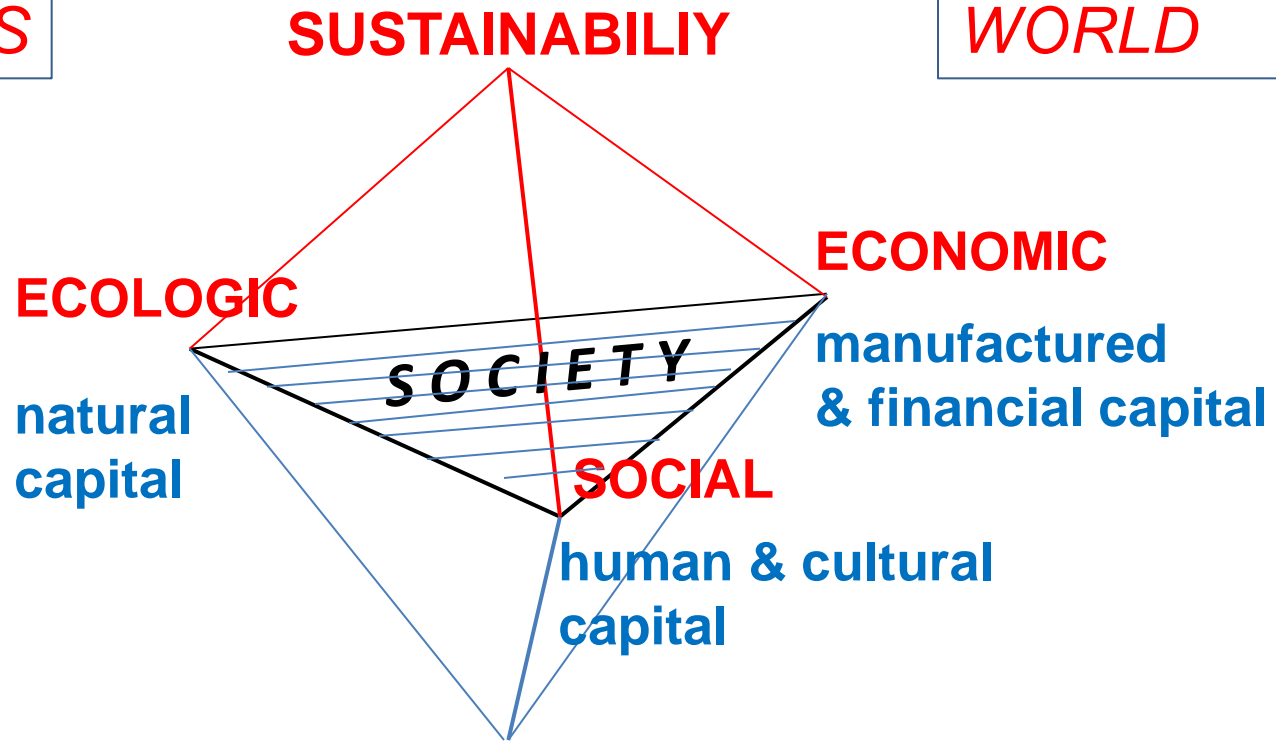 S
SUSTAINABILIY
WORLD
ECONOMIC
ECOLOGIC
manufactured
& financial capital
SOCIETY
natural
capital
SOCIAL
human & cultural
capital